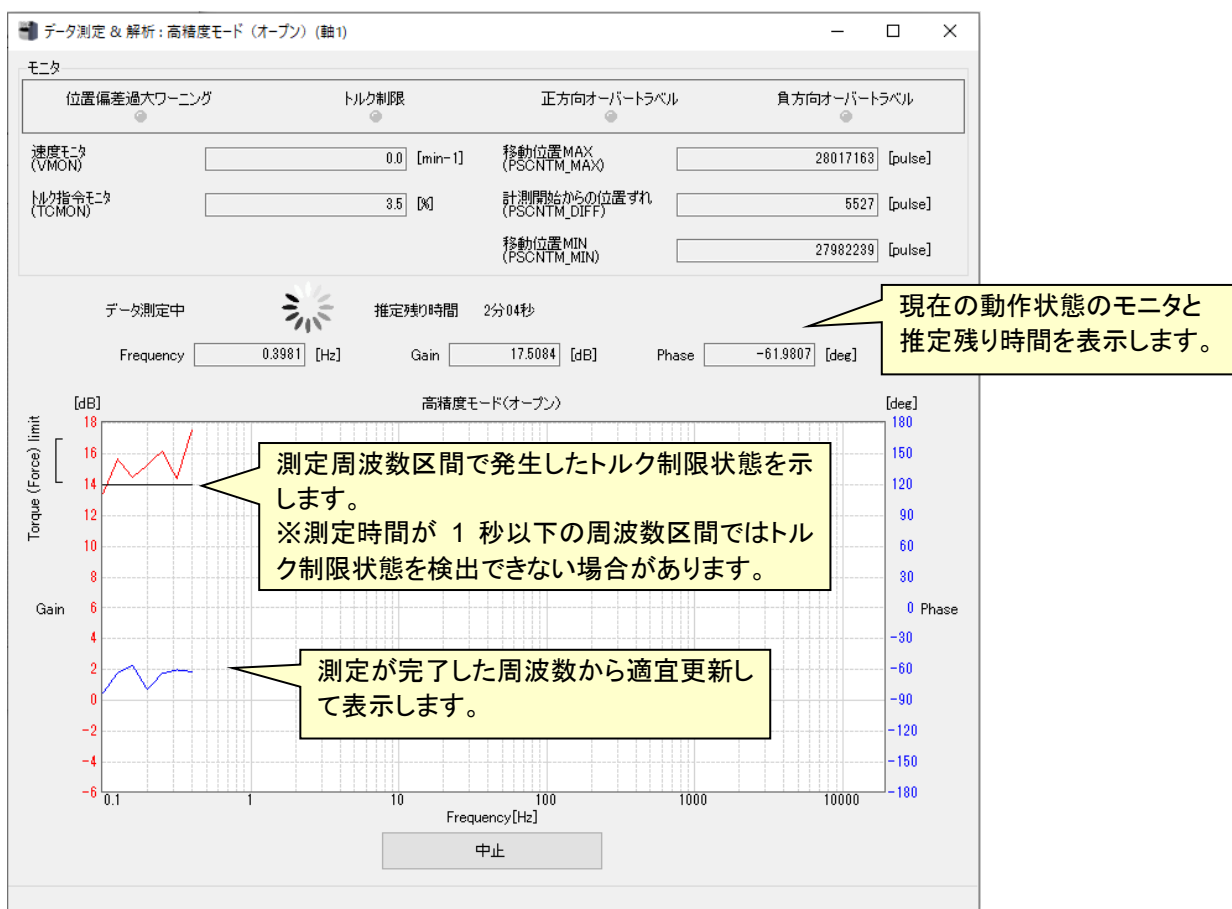 データ測定 & 解析 : 高精度モード（オープン）(軸1)
モニタ
位置偏差過大ワーニング トルク制限 正方向オーバートラベル 負方向オーバートラベル
速度モニタ
(VMON)
0.0 [min-1]
移動位置MAX
(PSCNTM_MAX)
28017163 [pulse]
トルク指令モニタ
(TCMON)
3.5 [%]
計測開始からの位置ずれ
(PSCNTM_DIFF)
5527 [pulse]
移動位置MIN
(PSCNTM_MIN)
27982239 [pulse]
データ測定中 推定残り時間 2分04秒
現在の動作状態のモニタと
推定残り時間を表示します。
Frequency 0.3981 [Hz] Gain 17.5084 [dB] Phase -61.9807 [deg]
[dB] 高精度モード(オープン) [deg]
Torque (Force) limit
18 180
16 150
14 120
12 90
10 60
8 30
Gain 6 0 Phase
4 -30
2 -60
0 -90
-2 -120
-4 -150
-6 -180
測定周波数区間で発生したトルク制限状態を示
します。
※測定時間が 1 秒以下の周波数区間ではトル
ク制限状態を検出できない場合があります。
測定が完了した周波数から適宜更新し
て表示します。
0.1 1 10 100 1000 10000
Frequency[Hz]
中止